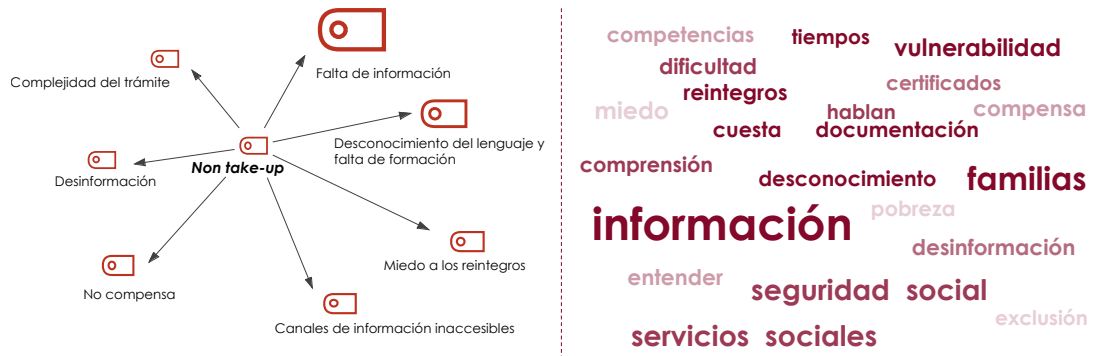 Falta de información
Complejidad del trámite
Desconocimiento del lenguaje y
falta de formación
Non take-up
Desinformación
Miedo a los reintegros
No compensa
Canales de información inaccesibles
competencias
tiempos
vulnerabilidad
dificultad
certificados
reintegros
miedo
hablan
compensa
cuesta
documentación
comprensión
desconocimiento
familias
información
pobreza
desinformación
entender
seguridad social
exclusión
servicios sociales